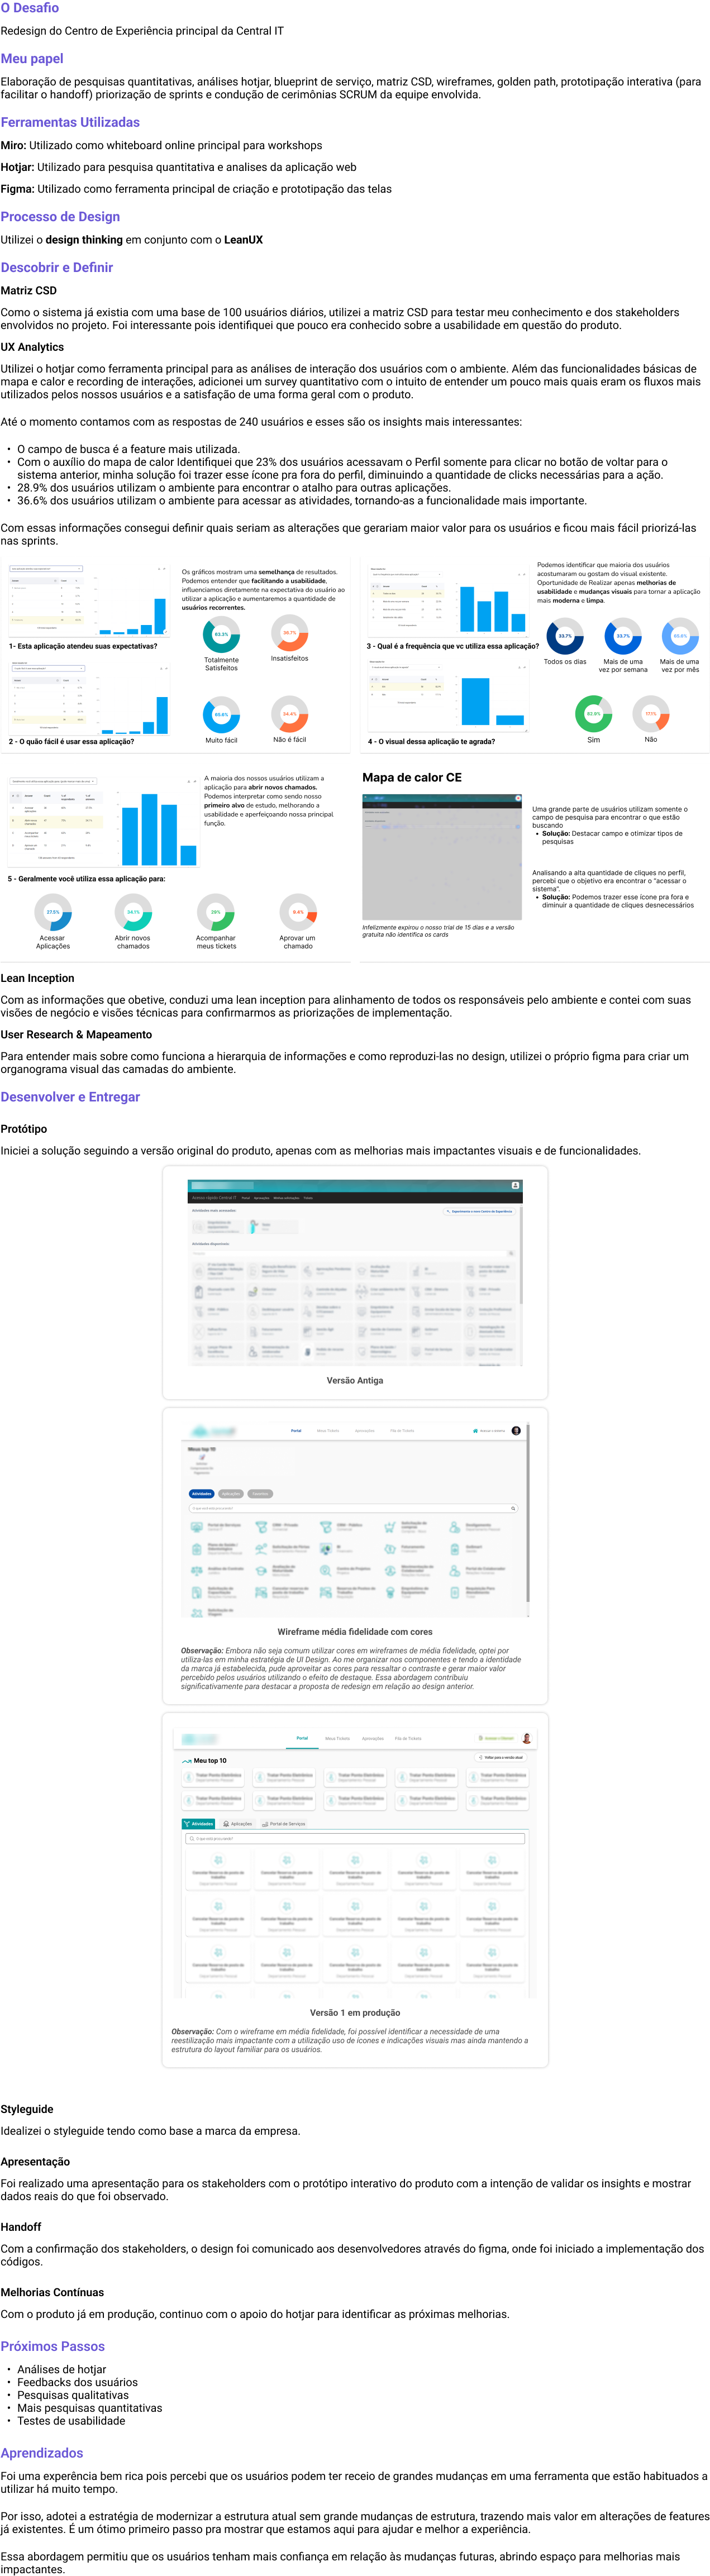 O Desafio
Redesign do Centro de Experiência principal da Central IT
Meu papel
Elaboração de pesquisas quantitativas, análises hotjar, blueprint de serviço, matriz CSD, wireframes, golden path, prototipação interativa (para
facilitar o handoff) priorização de sprints e condução de cerimônias SCRUM da equipe envolvida.
Ferramentas Utilizadas
Miro: Utilizado como whiteboard online principal para workshops
Hotjar: Utilizado para pesquisa quantitativa e analises da aplicação web
Figma: Utilizado como ferramenta principal de criação e prototipação das telas
Processo de Design
Utilizei o design thinking em conjunto com o LeanUX
Descobrir e Definir
Matriz CSD
Como o sistema já existia com uma base de 100 usuários diários, utilizei a matriz CSD para testar meu conhecimento e dos stakeholders
envolvidos no projeto. Foi interessante pois identifiquei que pouco era conhecido sobre a usabilidade em questão do produto.
UX Analytics
Utilizei o hotjar como ferramenta principal para as análises de interação dos usuários com o ambiente. Além das funcionalidades básicas de
mapa e calor e recording de interações, adicionei um survey quantitativo com o intuito de entender um pouco mais quais eram os fluxos mais
utilizados pelos nossos usuários e a satisfação de uma forma geral com o produto.
Até o momento contamos com as respostas de 240 usuários e esses são os insights mais interessantes:
• O campo de busca é a feature mais utilizada.
• Com o auxílio do mapa de calor Identifiquei que 23% dos usuários acessavam o Perfil somente para clicar no botão de voltar para o
sistema anterior, minha solução foi trazer esse ícone pra fora do perfil, diminuindo a quantidade de clicks necessárias para a ação.
• 28.9% dos usuários utilizam o ambiente para encontrar o atalho para outras aplicações.
• 36.6% dos usuários utilizam o ambiente para acessar as atividades, tornando-as a funcionalidade mais importante.
Com essas informações consegui definir quais seriam as alterações que gerariam maior valor para os usuários e ficou mais fácil priorizá-las
nas sprints.
Os gráficos mostram uma semelhança de resultados.
Podemos entender que facilitando a usabilidade,
influenciamos diretamente na expectativa do usuário ao
utilizar a aplicação e aumentaremos a quantidade de
usuários recorrentes.
Totalmente
Satisfeitos
Insatisfeitos
1- Esta aplicação atendeu suas expectativas?
Muito fácil
Não é fácil
2 - O quão fácil é usar essa aplicação?
Podemos identificar que maioria dos usuários
acostumaram ou gostam do visual existente.
Oportunidade de Realizar apenas melhorias de
usabilidade e mudanças visuais para tornar a aplicação
mais moderna e limpa.
3 - Qual é a frequência que vc utiliza essa aplicação?
33.7%
33.7%
Todos os dias
Mais de uma
vez por semana
Mais de uma
vez por mês
4 - O visual dessa aplicação te agrada?
Sim
Não
A maioria dos nossos usuários utilizam a
aplicação para abrir novos chamados.
Podemos interpretar como sendo nosso
primeiro alvo de estudo, melhorando a
usabilidade e aperfeiçoando nossa principal
função.
5 - Geralmente você utiliza essa aplicação para:
Acessar
Aplicações
Abrir novos
chamados
Acompanhar
meus tickets
Aprovar um
chamado
Mapa de calor CE
Uma grande parte de usuários utilizam somente o
campo de pesquisa para encontrar o que estão
buscando
• Solução: Destacar campo e otimizar tipos de
pesquisas
Analisando a alta quantidade de cliques no perfil,
percebi que o objetivo era encontrar o "acessar o
sistema".
• Solução: Podemos trazer esse ícone pra fora e
diminuir a quantidade de cliques desnecessários
Infelizmente expirou o nosso trial de 15 dias e a versão
gratuita não identifica os cards
Lean Inception
Com as informações que obetive, conduzi uma lean inception para alinhamento de todos os responsáveis pelo ambiente e contei com suas
visões de negócio e visões técnicas para confirmarmos as priorizações de implementação.
User Research & Mapeamento
Para entender mais sobre como funciona a hierarquia de informações e como reproduzi-las no design, utilizei o próprio figma para criar um
organograma visual das camadas do ambiente.
Desenvolver e Entregar
Protótipo
Iniciei a solução seguindo a versão original do produto, apenas com as melhorias mais impactantes visuais e de funcionalidades.
Versão Antiga
Portal
Atividades
Wireframe média fidelidade com cores
Observação: Embora não seja comum utilizar cores em wireframes de média fidelidade, optei por
utiliza-las em minha estratégia de UI Design. Ao me organizar nos componentes e tendo a identidade
da marca já estabelecida, pude aproveitar as cores para ressaltar o contraste e gerar maior valor
percebido pelos usuários utilizando o efeito de destaque. Essa abordagem contribuiu
significativamente para destacar a proposta de redesign em relação ao design anterior.
Portal
Meus Tickets
Aprovações
Fila de Tickets
Voltar para a versão atual
Meu top 10
Atividades
Aplicações
Portal de Serviços
O que você está procurando?
Versão 1 em produção
Observação: Com o wireframe em média fidelidade, foi possível identificar a necessidade de uma
reestilização mais impactante com a utilização uso de ícones e indicações visuais mas ainda mantendo a
estrutura do layout familiar para os usuários.
Styleguide
Idealizei o styleguide tendo como base a marca da empresa.
Apresentação
Foi realizado uma apresentação para os stakeholders com o protótipo interativo do produto com a intenção de validar os insights e mostrar
dados reais do que foi observado.
Handoff
Com a confirmação dos stakeholders, o design foi comunicado aos desenvolvedores através do figma, onde foi iniciado a implementação dos
códigos.
Melhorias Contínuas
Com o produto já em produção, continuo com o apoio do hotjar para identificar as próximas melhorias.
Próximos Passos
• Análises de hotjar
• Feedbacks dos usuários
• Pesquisas qualitativas
• Mais pesquisas quantitativas
• Testes de usabilidade
Aprendizados
Foi uma experência bem rica pois percebi que os usuários podem ter receio de grandes mudanças em uma ferramenta que estão habituados a
utilizar há muito tempo.
Por isso, adotei a estratégia de modernizar a estrutura atual sem grande mudanças de estrutura, trazendo mais valor em alterações de features
já existentes. É um ótimo primeiro passo pra mostrar que estamos aqui para ajudar e melhor a experiência.
Essa abordagem permitiu que os usuários tenham mais confiança em relação às mudanças futuras, abrindo espaço para melhorias mais
impactantes.